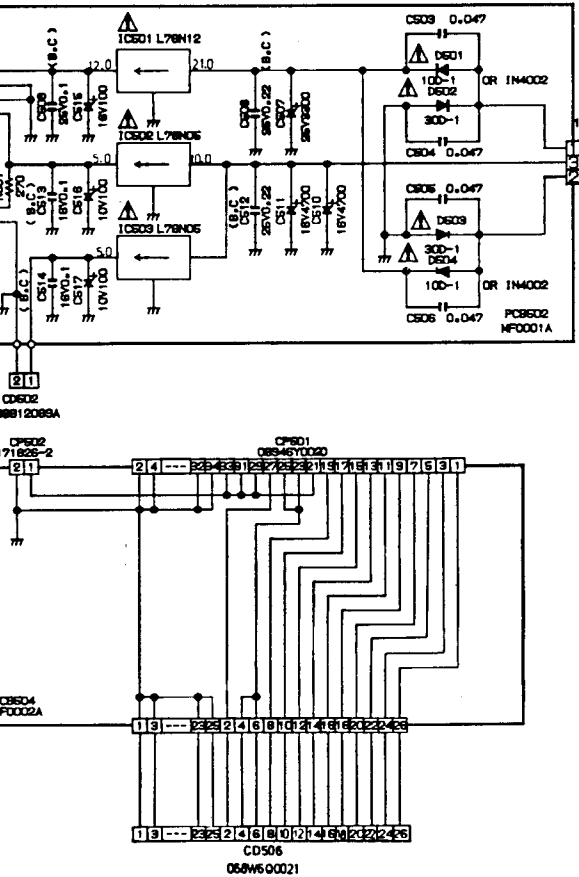 C503 0.047
IC501 L78N12
(B.C)
(B.C)
12.0
21.0
D501
10D-1
OR IN4002
D502
30D-1
C504 0.047
C515
16V100
C508
25V0.22
C507
IC502 L78N05
5.0
10.0
270
(B.C)
C513
16V0.1
C516
10V100
(B.C)
C512
25V0.22
C511
16V4700
C510
16V4700
C505 0.047
IC503 L78N05
5.0
D503
30D-1
D504
10D-1
OR IN4002
C506 0.047
(B.C)
C514
16V0.1
C517
10V100
PCB502
MF0001A
2 1
CD502
CP502
171826-2
2 1
CP501
2 4 --- 32 34 33 31 29 27 25 23 21 19 17 15 13 11 9 7 5 3 1
1 3 --- 23 25 2 4 6 8 10 12 14 16 18 20 22 24 26
1 3 --- 23 25 2 4 6 8 10 12 14 16 18 20 22 24 26
CD506